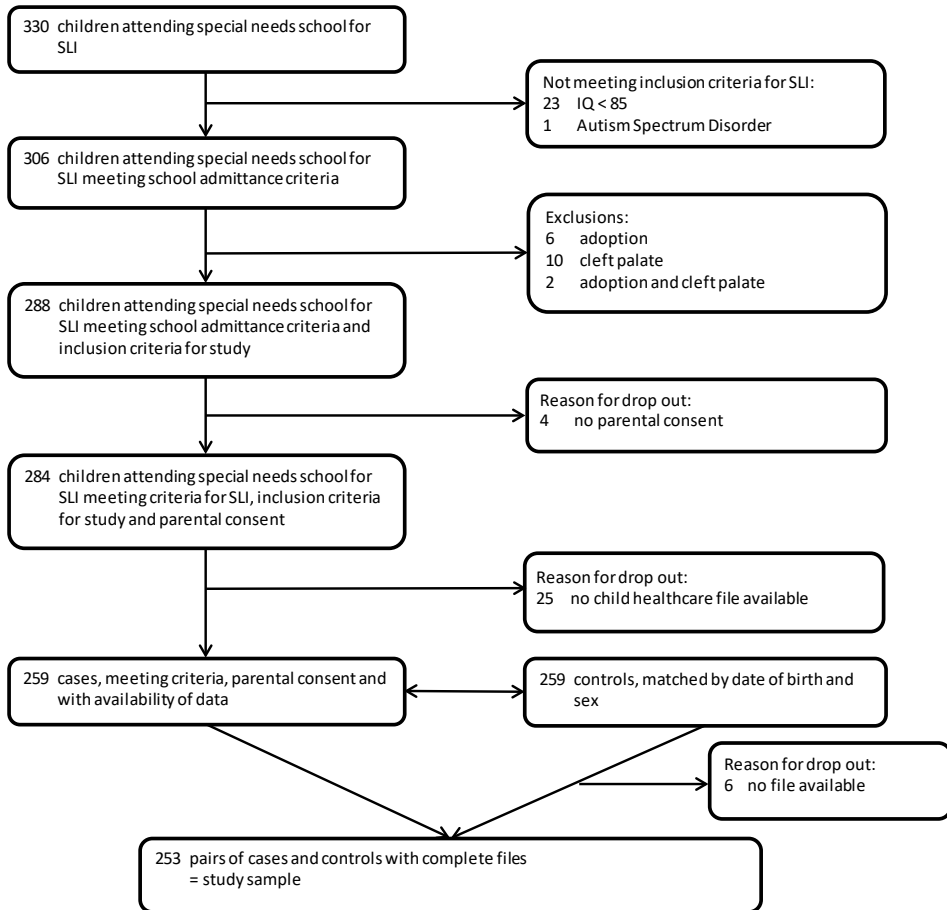 330 children attending special needs school for
SLI
Not meeting inclusion criteria for SLI:
23 IQ < 85
1 Autism Spectrum Disorder
306 children attending special needs school for
SLI meeting school admittance criteria
Exclusions:
6 adoption
10 cleft palate
2 adoption and cleft palate
288 children attending special needs school for
SLI meeting school admittance criteria and
inclusion criteria for study
Reason for drop out:
4 no parental consent
284 children attending special needs school for
SLI meeting criteria for SLI, inclusion criteria
for study and parental consent
Reason for drop out:
25 no child healthcare file available
259 cases, meeting criteria, parental consent and
with availability of data
259 controls, matched by date of birth and
sex
Reason for drop out:
6 no file available
253 pairs of cases and controls with complete files
= study sample